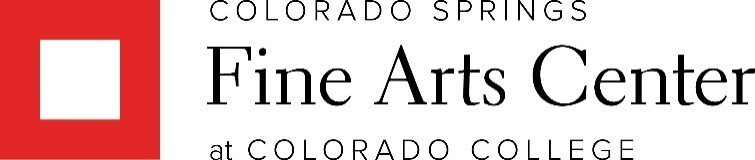 COLORADO SPRINGS
Fine Arts Center
at COLORADO COLLEGE